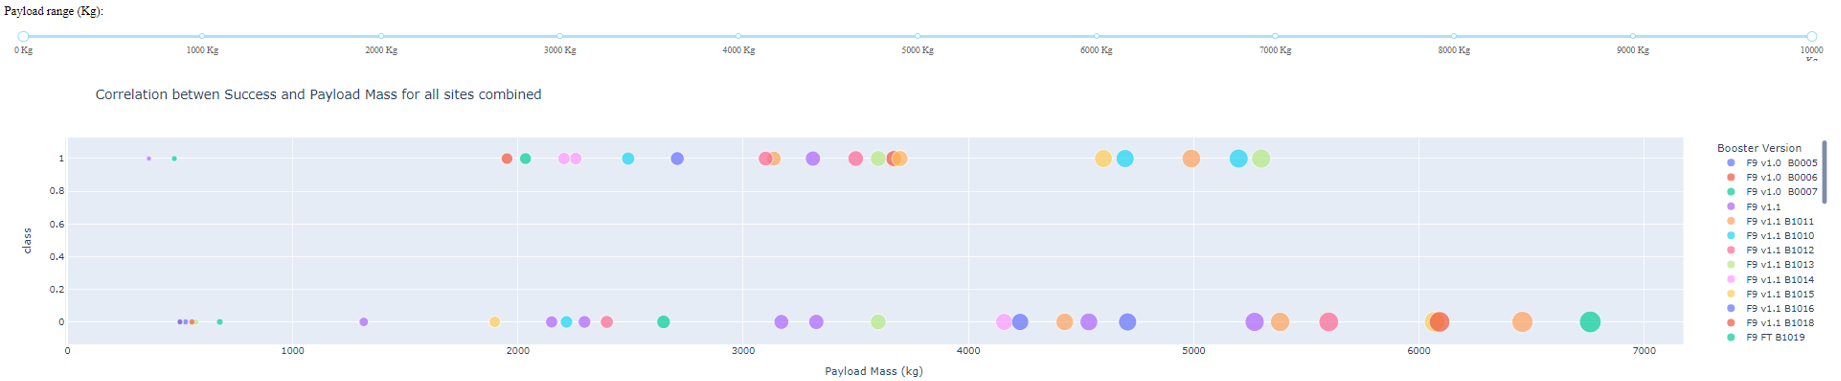 Payload range (Kg):
0 Kg 1000 Kg 2000 Kg 3000 Kg 4000 Kg 5000 Kg 6000 Kg 7000 Kg 8000 Kg 9000 Kg 10000
Kg
Correlation betwen Success and Payload Mass for all sites combined
class
1
0.8
0.6
0.4
0.2
0
0 1000 2000 3000 4000 5000 6000 7000
Payload Mass (kg)
Booster Version
F9 v1.0 B0005
F9 v1.0 B0006
F9 v1.0 B0007
F9 v1.1
F9 v1.1 B1011
F9 v1.1 B1010
F9 v1.1 B1012
F9 v1.1 B1013
F9 v1.1 B1014
F9 v1.1 B1015
F9 v1.1 B1016
F9 v1.1 B1018
F9 FT B1019